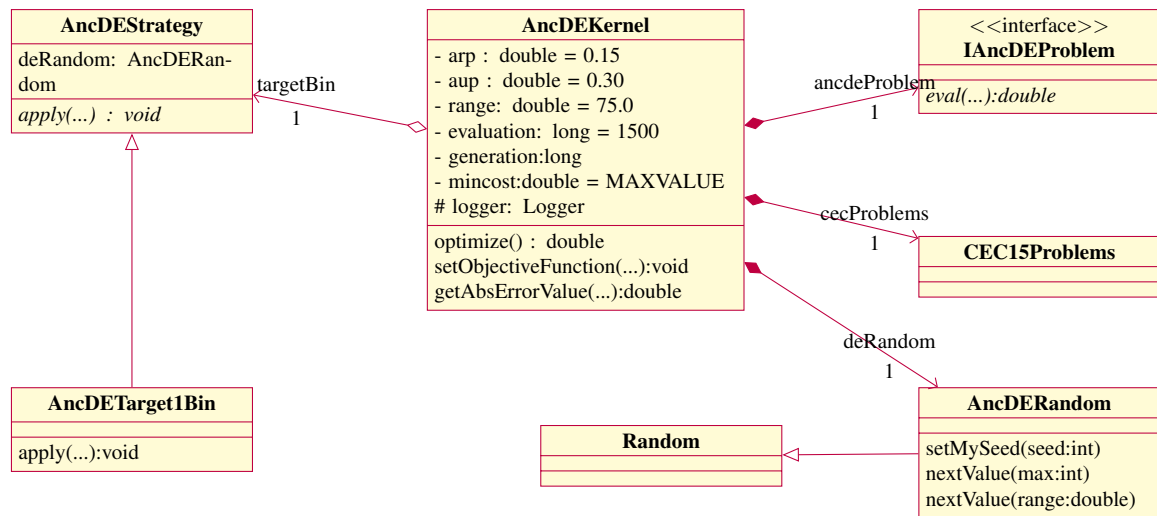 AncDEStrategy
deRandom: AncDERan-
dom
apply(...) : void
targetBin
1
AncDEKernel
- arp : double = 0.15
- aup : double = 0.30
- range: double = 75.0
- evaluation: long = 1500
- generation:long
- mincost:double = MAXVALUE
# logger: Logger
optimize() : double
setObjectiveFunction(...):void
getAbsErrorValue(...):double
ancdeProblem
1
<<interface>>
IAncDEProblem
eval(...):double
cecProblems
1
CEC15Problems
deRandom
1
AncDETarget1Bin
apply(...):void
Random
AncDERandom
setMySeed(seed:int)
nextValue(max:int)
nextValue(range:double)